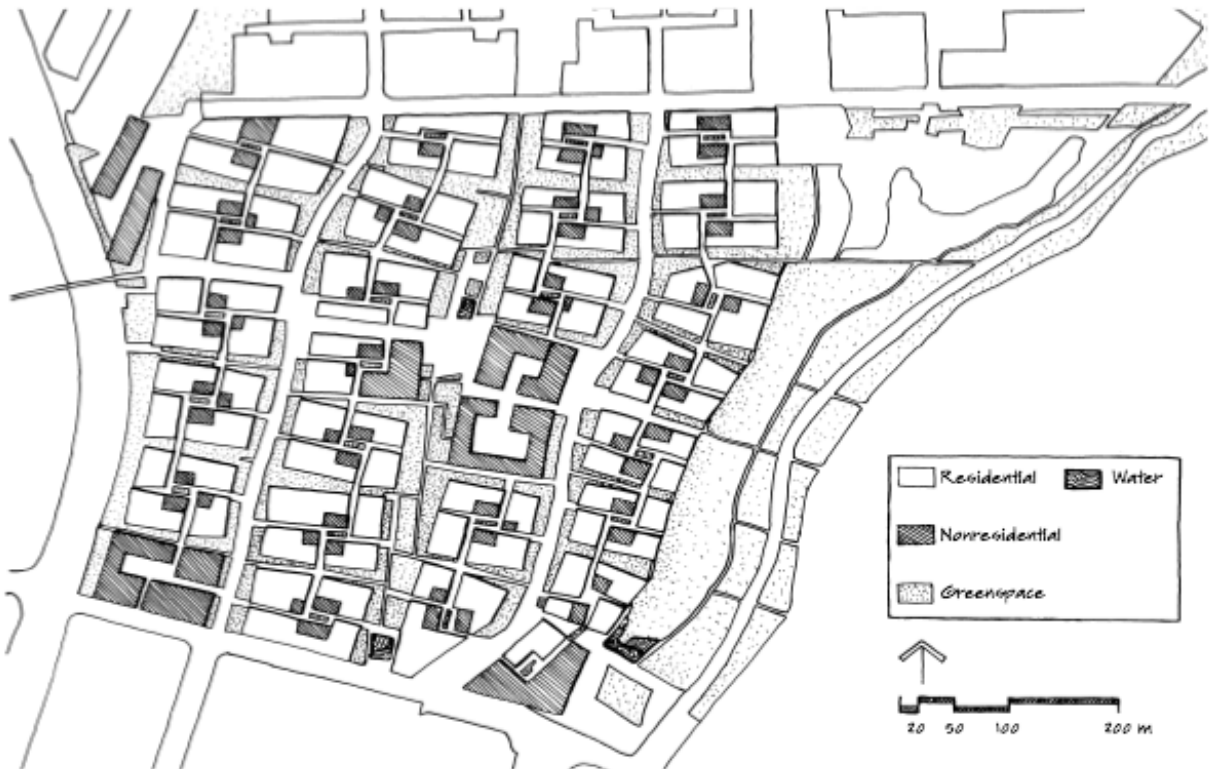 Residential
Water
Nonresidential
Greenspace
20 50 100 200 m